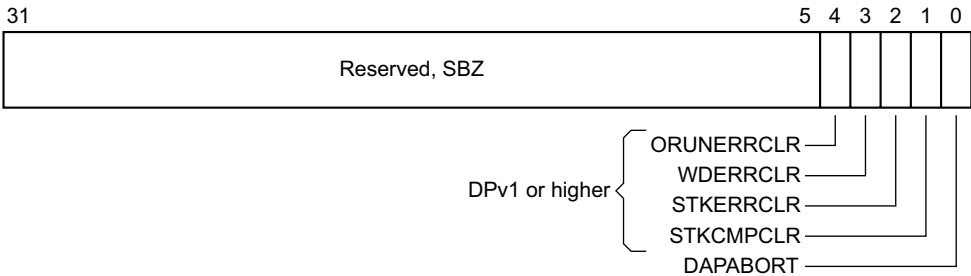 31 5 4 3 2 1 0
Reserved, SBZ
ORUNERRCLR
WDERRCLR
DPv1 or higher
STKERRCLR
STKCMPCLR
DAPABORT